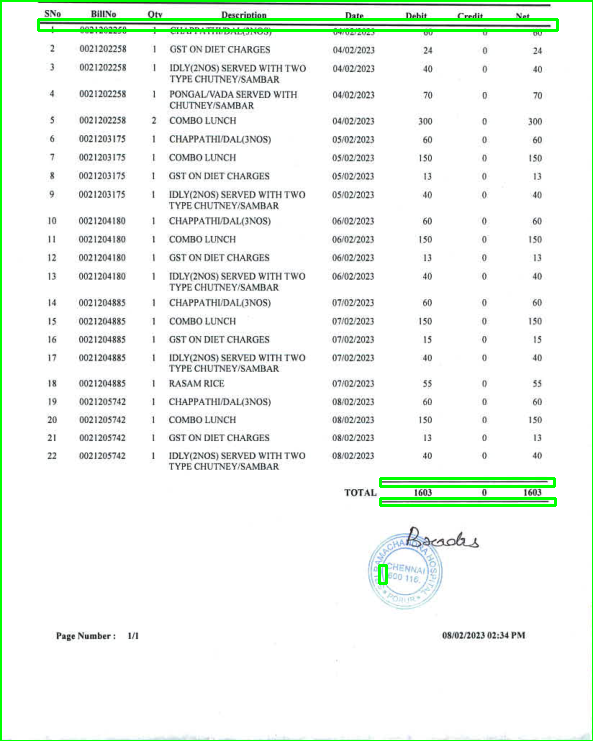 SNo BillNo Qty Description Date Debit Credit Net
1 0021202258 1 CHAPPATHI/DAL(3NOS) 04/02/2023 60 0 60
2 0021202258 1 GST ON DIET CHARGES 04/02/2023 24 0 24
3 0021202258 1 IDLY(2NOS) SERVED WITH TWO 04/02/2023 40 0 40
TYPE CHUTNEY/SAMBAR
4 0021202258 1 PONGAL/VADA SERVED WITH 04/02/2023 70 0 70
CHUTNEY/SAMBAR
5 0021202258 2 COMBO LUNCH 04/02/2023 300 0 300
6 0021203175 1 CHAPPATHI/DAL(3NOS) 05/02/2023 60 0 60
7 0021203175 1 COMBO LUNCH 05/02/2023 150 0 150
8 0021203175 1 GST ON DIET CHARGES 05/02/2023 13 0 13
9 0021203175 1 IDLY(2NOS) SERVED WITH TWO 05/02/2023 40 0 40
TYPE CHUTNEY/SAMBAR
10 0021204180 1 CHAPPATHI/DAL(3NOS) 06/02/2023 60 0 60
11 0021204180 1 COMBO LUNCH 06/02/2023 150 0 150
12 0021204180 1 GST ON DIET CHARGES 06/02/2023 13 0 13
13 0021204180 1 IDLY(2NOS) SERVED WITH TWO 06/02/2023 40 0 40
TYPE CHUTNEY/SAMBAR
14 0021204885 1 CHAPPATHI/DAL(3NOS) 07/02/2023 60 0 60
15 0021204885 1 COMBO LUNCH 07/02/2023 150 0 150
16 0021204885 1 GST ON DIET CHARGES 07/02/2023 15 0 15
17 0021204885 1 IDLY(2NOS) SERVED WITH TWO 07/02/2023 40 0 40
TYPE CHUTNEY/SAMBAR
18 0021204885 1 RASAM RICE 07/02/2023 55 0 55
19 0021205742 1 CHAPPATHI/DAL(3NOS) 08/02/2023 60 0 60
20 0021205742 1 COMBO LUNCH 08/02/2023 150 0 150
21 0021205742 1 GST ON DIET CHARGES 08/02/2023 13 0 13
22 0021205742 1 IDLY(2NOS) SERVED WITH TWO 08/02/2023 40 0 40
TYPE CHUTNEY/SAMBAR
TOTAL 1603 0 1603
RAMACHANDRA HOSPITAL
CHENNAI
600 116.
PORUR
Page Number : 1/1 08/02/2023 02:34 PM